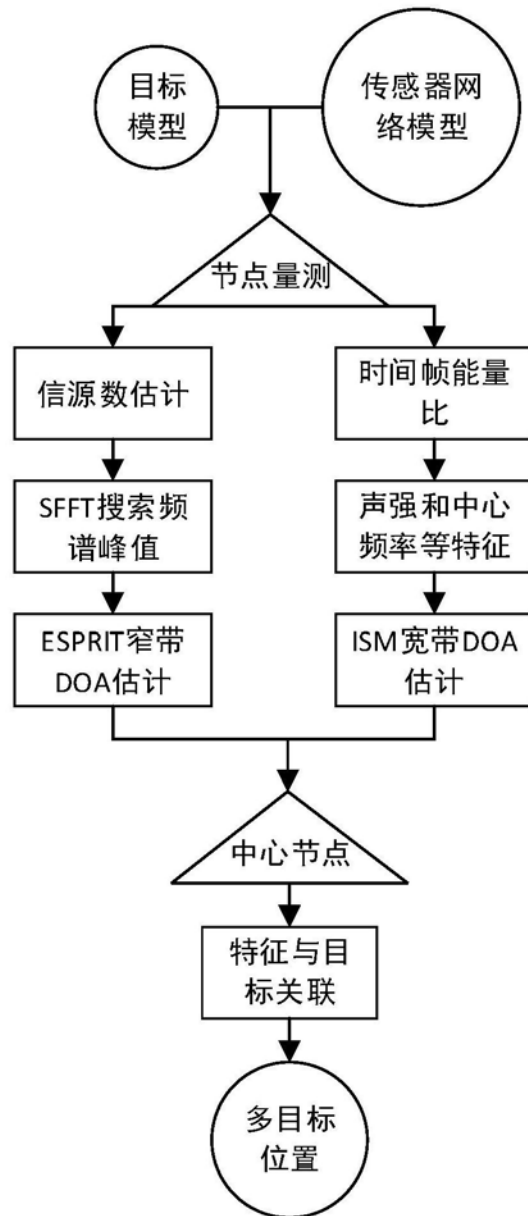 目标
模型
传感器网
络模型
节点量测
信源数估计
SFFT搜索频
谱峰值
ESPRIT窄带
DOA估计
时间帧能量
比
声强和中心
频率等特征
ISM宽带DOA
估计
中心节点
特征与目
标关联
多目标
位置